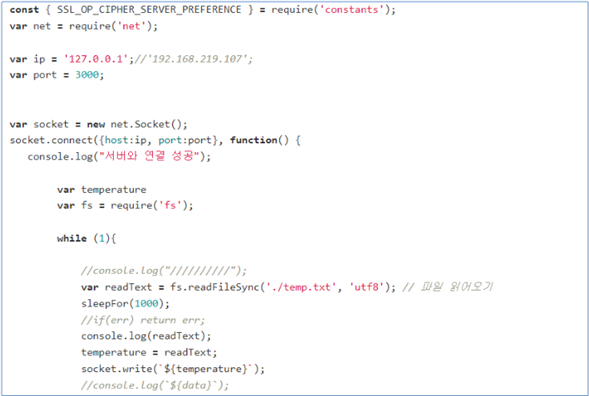 const { SSL_OP_CIPHER_SERVER_PREFERENCE } = require('constants');
var net = require('net');
var ip = '127.0.0.1';//'192.168.219.107';
var port = 3000;
var socket = new net.Socket();
socket.connect({host:ip, port:port}, function() {
console.log("서버와 연결 성공");
var temperature
var fs = require('fs');
while (1){
//console.log("//////////");
var readText = fs.readFileSync('./temp.txt', 'utf8'); // 파일 읽어오기
sleepFor(1000);
//if(err) return err;
console.log(readText);
temperature = readText;
socket.write(`${temperature}`);
//console.log(`${data}`);